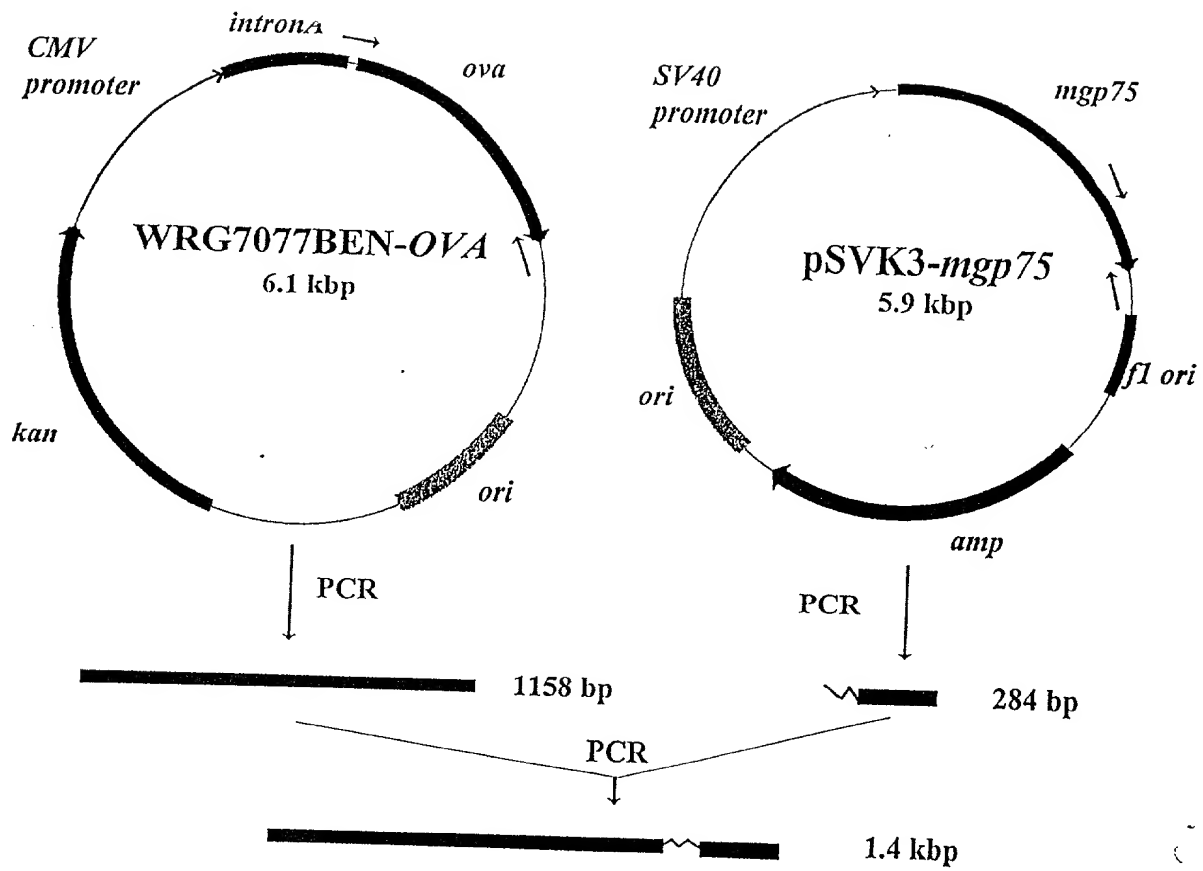 intronA
CMV
promoter
ova
WRG7077BEN-OVA
6.1 kbp
kan
ori
SV40
promoter
mgp75
pSVK3-mgp75
5.9 kbp
ori
f1 ori
amp
PCR
PCR
1158 bp
284 bp
PCR
1.4 kbp